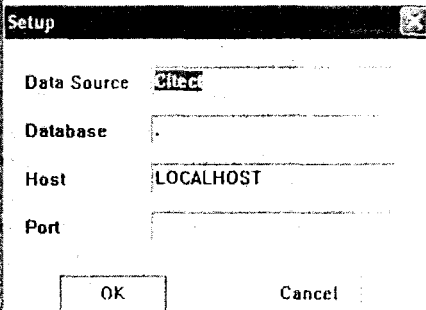 Setup
Data Source Citect
Database .
Host LOCALHOST
Port
OK Cancel